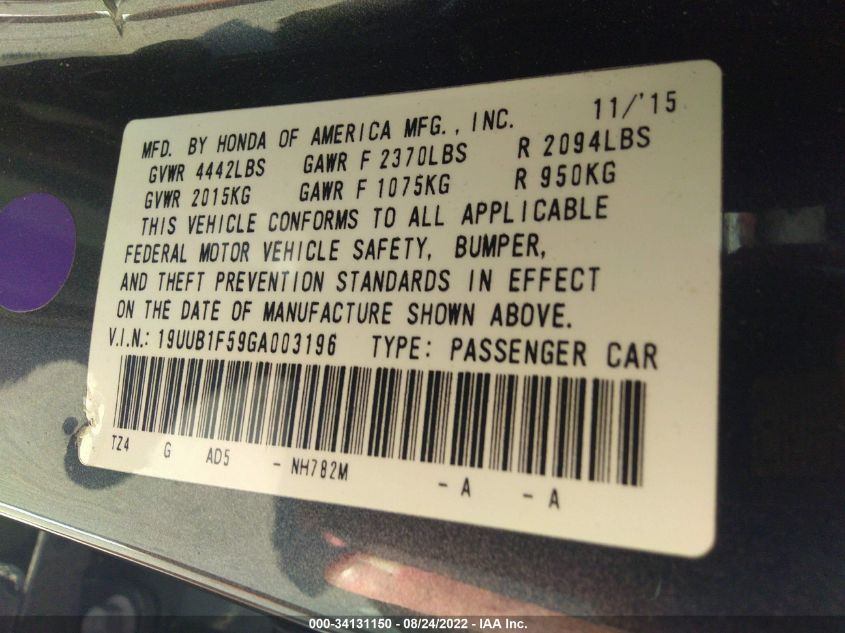 11/'15
MFD. BY HONDA OF AMERICA MFG., INC.
GVWR 4442LBS GAWR F 2370LBS R 2094LBS
GVWR 2015KG GAWR F 1075KG R 950KG
THIS VEHICLE CONFORMS TO ALL APPLICABLE
FEDERAL MOTOR VEHICLE SAFETY, BUMPER,
AND THEFT PREVENTION STANDARDS IN EFFECT
ON THE DATE OF MANUFACTURE SHOWN ABOVE.
V.I.N.: 19UUB1F59GA003196 TYPE: PASSENGER CAR
TZ4 G AD5 - NH782M - A - A
000-34131150 - 08/24/2022 - IAA Inc.